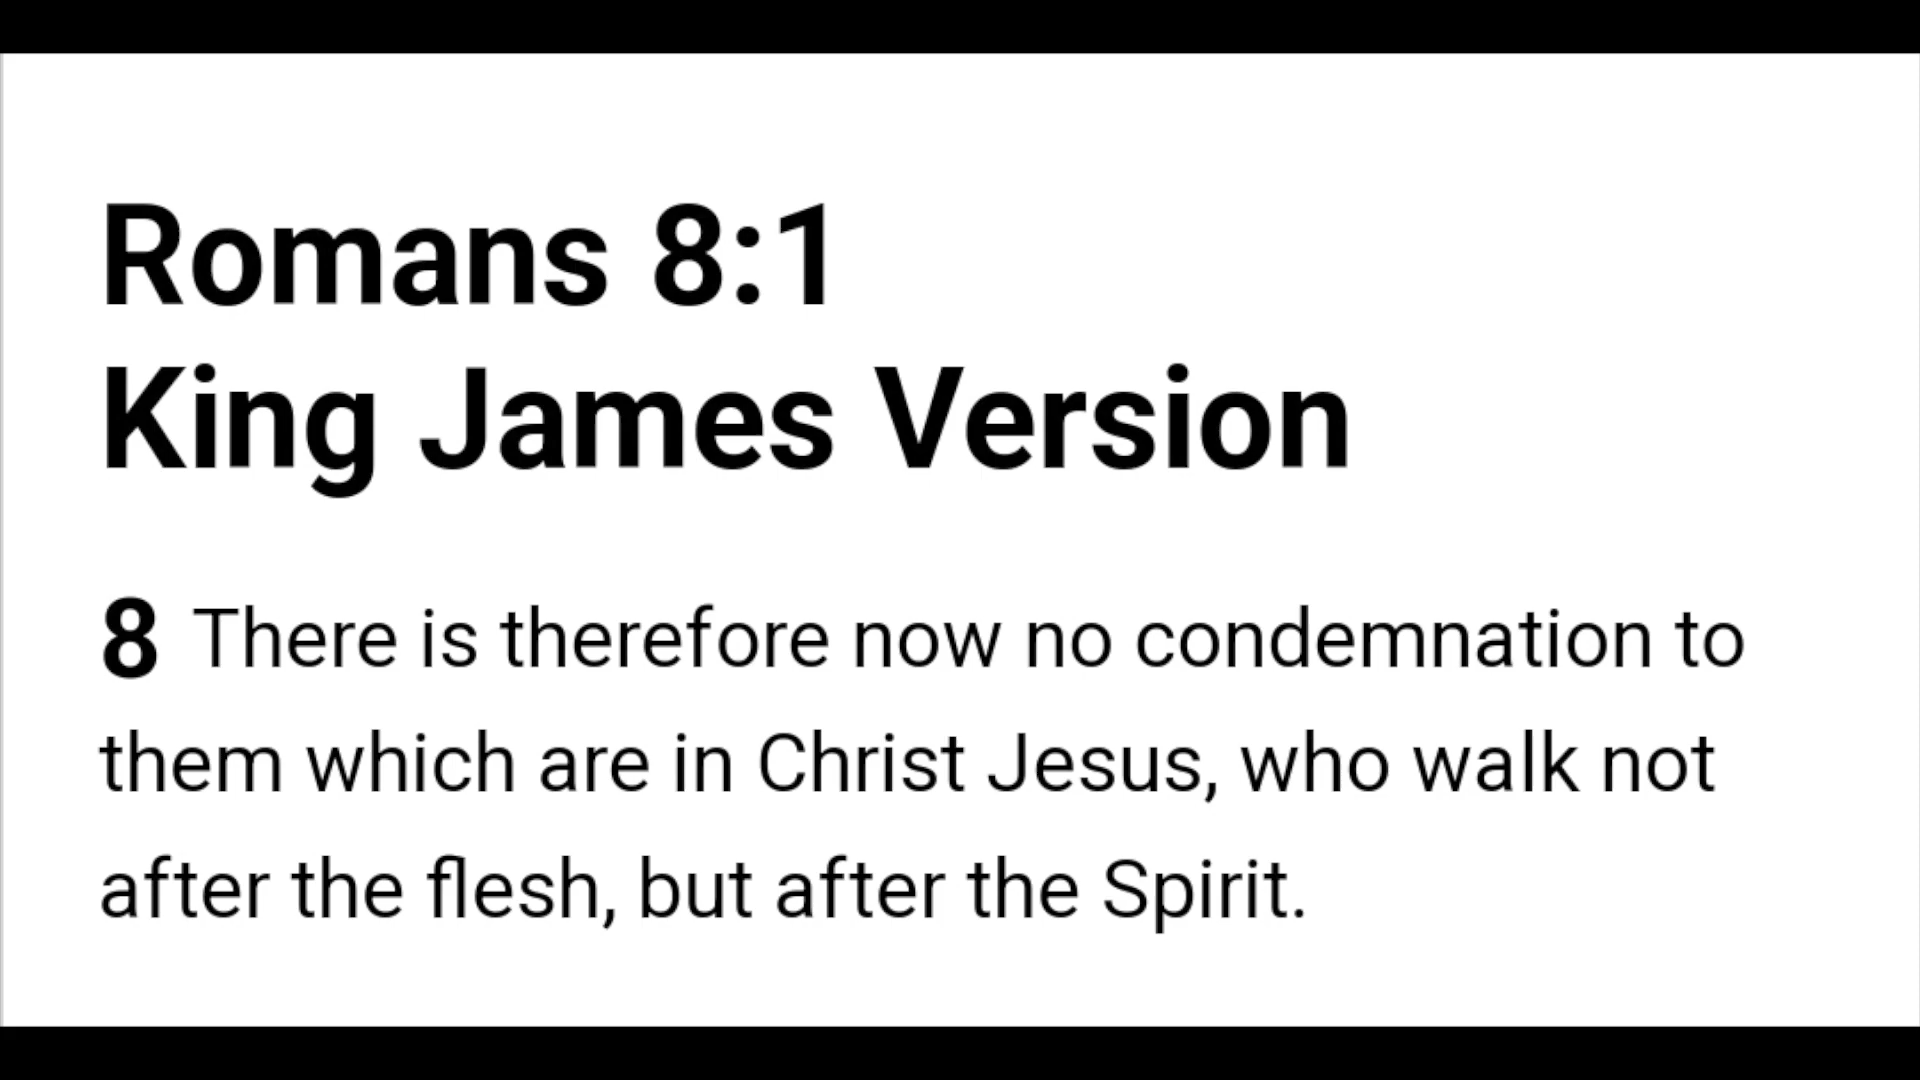 Romans 8:1
King James Version
8 There is therefore now no condemnation to
them which are in Christ Jesus, who walk not
after the flesh, but after the Spirit.